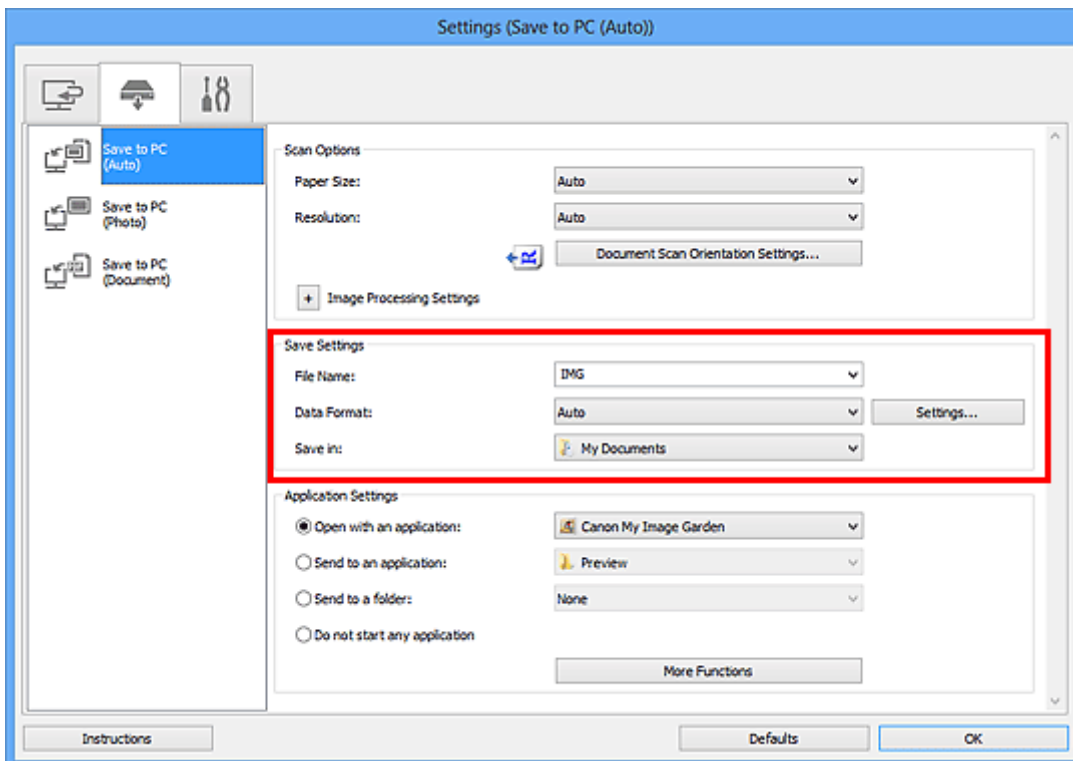 Settings (Save to PC (Auto))
Save to PC
(Auto)
Save to PC
(Photo)
Save to PC
(Document)
Scan Options
Paper Size: Auto
Resolution: Auto
Document Scan Orientation Settings...
+ Image Processing Settings
Save Settings
File Name: IMG
Data Format: Auto Settings...
Save in: My Documents
Application Settings
Open with an application: Canon My Image Garden
Send to an application: Preview
Send to a folder: None
Do not start any application
More Functions
Instructions Defaults OK